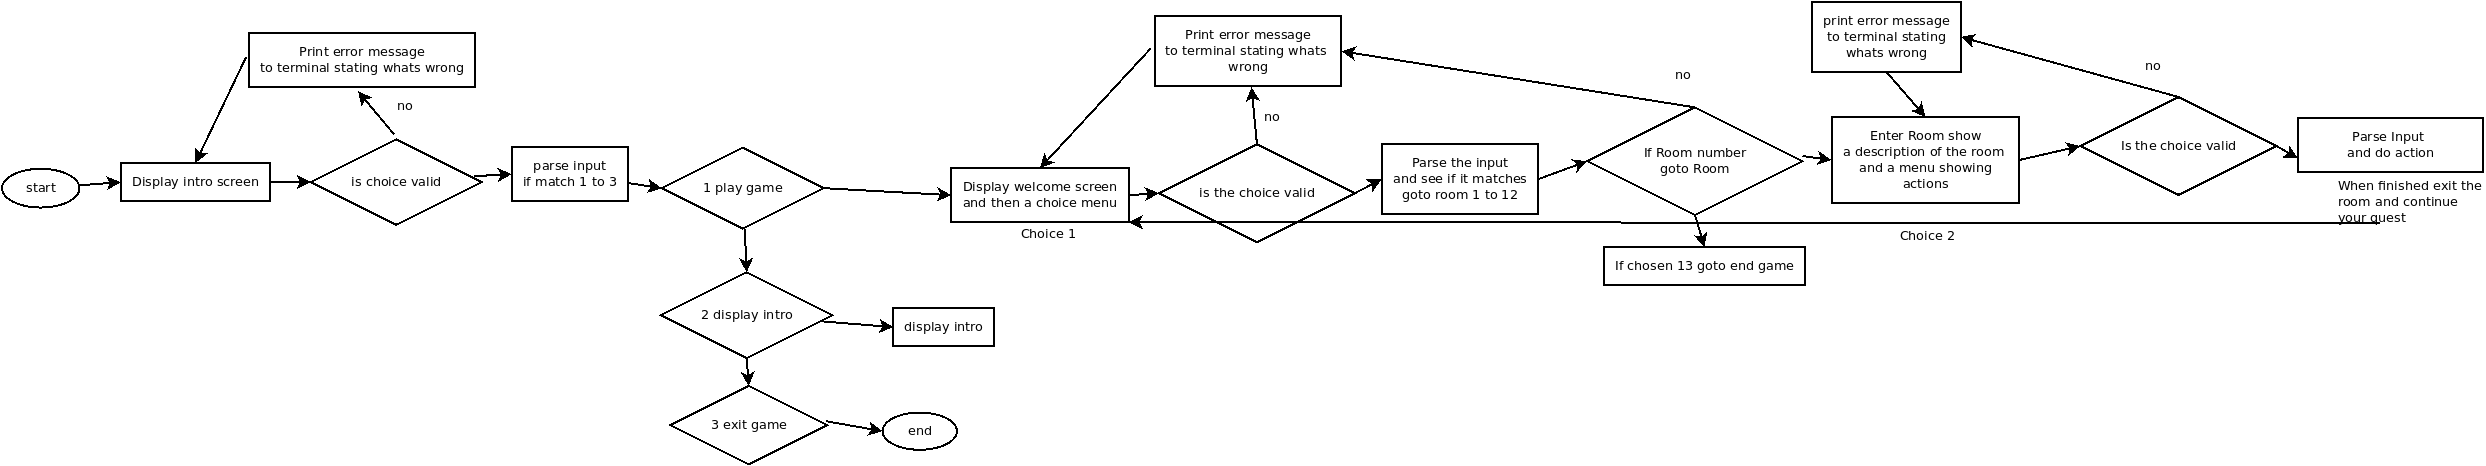 start
Display intro screen
Print error message
to terminal stating whats wrong
no
is choice valid
parse input
if match 1 to 3
1 play game
2 display intro
display intro
3 exit game
end
Display welcome screen
and then a choice menu
Choice 1
Print error message
to terminal stating whats
wrong
no
is the choice valid
Parse the input
and see if it matches
goto room 1 to 12
no
If Room number
goto Room
If chosen 13 goto end game
print error message
to terminal stating
whats wrong
Enter Room show
a description of the room
and a menu showing
actions
Choice 2
no
Is the choice valid
Parse Input
and do action
When finished exit the
room and continue
your quest